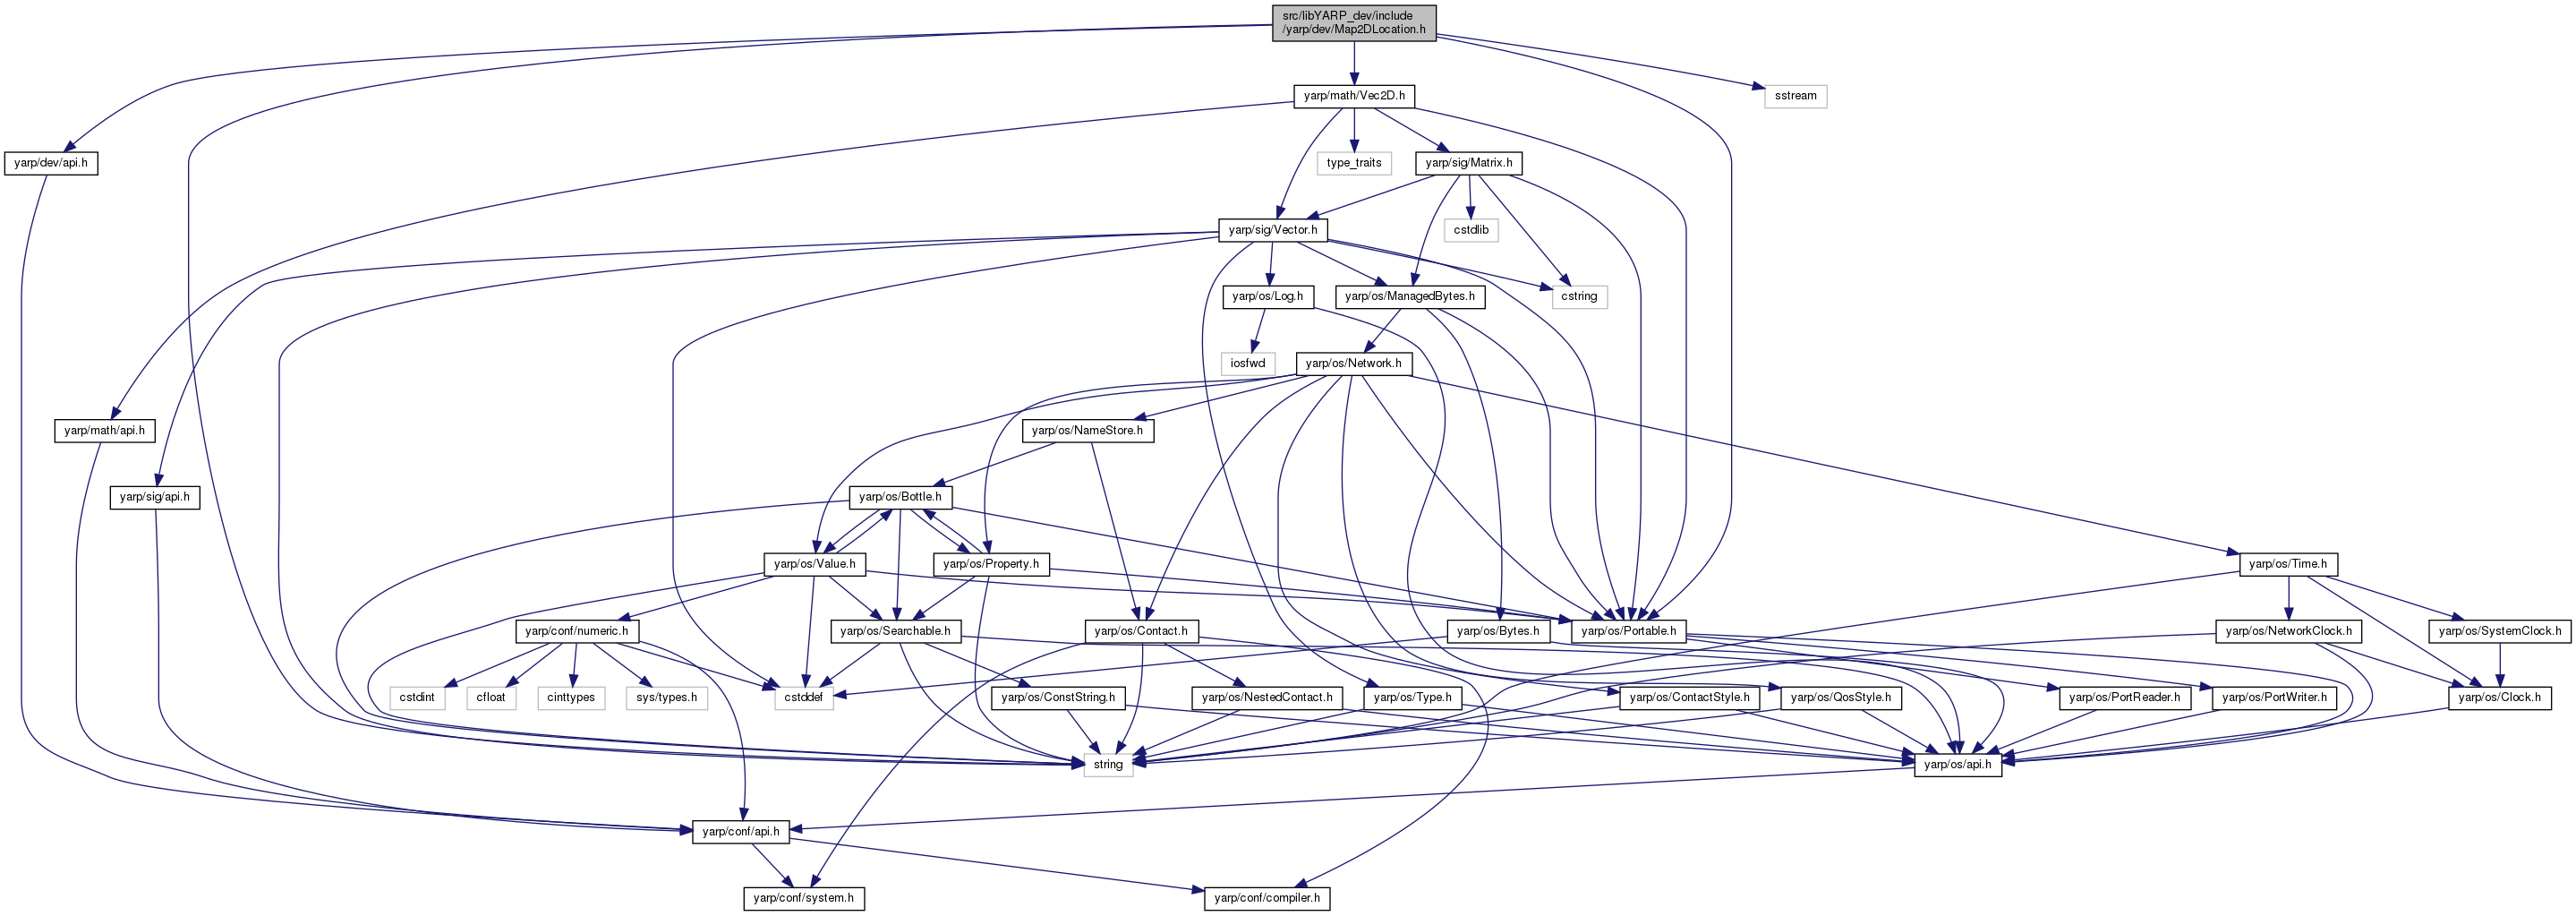 src/libYARP_dev/include
/yarp/dev/Map2DLocation.h
yarp/math/Vec2D.h
sstream
yarp/dev/api.h
type_traits
yarp/sig/Matrix.h
yarp/sig/Vector.h
cstdlib
yarp/os/Log.h
yarp/os/ManagedBytes.h
cstring
iosfwd
yarp/os/Network.h
yarp/math/api.h
yarp/os/NameStore.h
yarp/sig/api.h
yarp/os/Bottle.h
yarp/os/Value.h
yarp/os/Property.h
yarp/os/Time.h
yarp/conf/numeric.h
yarp/os/Searchable.h
yarp/os/Contact.h
yarp/os/Bytes.h
yarp/os/Portable.h
yarp/os/NetworkClock.h
yarp/os/SystemClock.h
cstdint
cfloat
cinttypes
sys/types.h
cstddef
yarp/os/ConstString.h
yarp/os/NestedContact.h
yarp/os/Type.h
yarp/os/ContactStyle.h
yarp/os/QosStyle.h
yarp/os/PortReader.h
yarp/os/PortWriter.h
yarp/os/Clock.h
string
yarp/os/api.h
yarp/conf/api.h
yarp/conf/system.h
yarp/conf/compiler.h